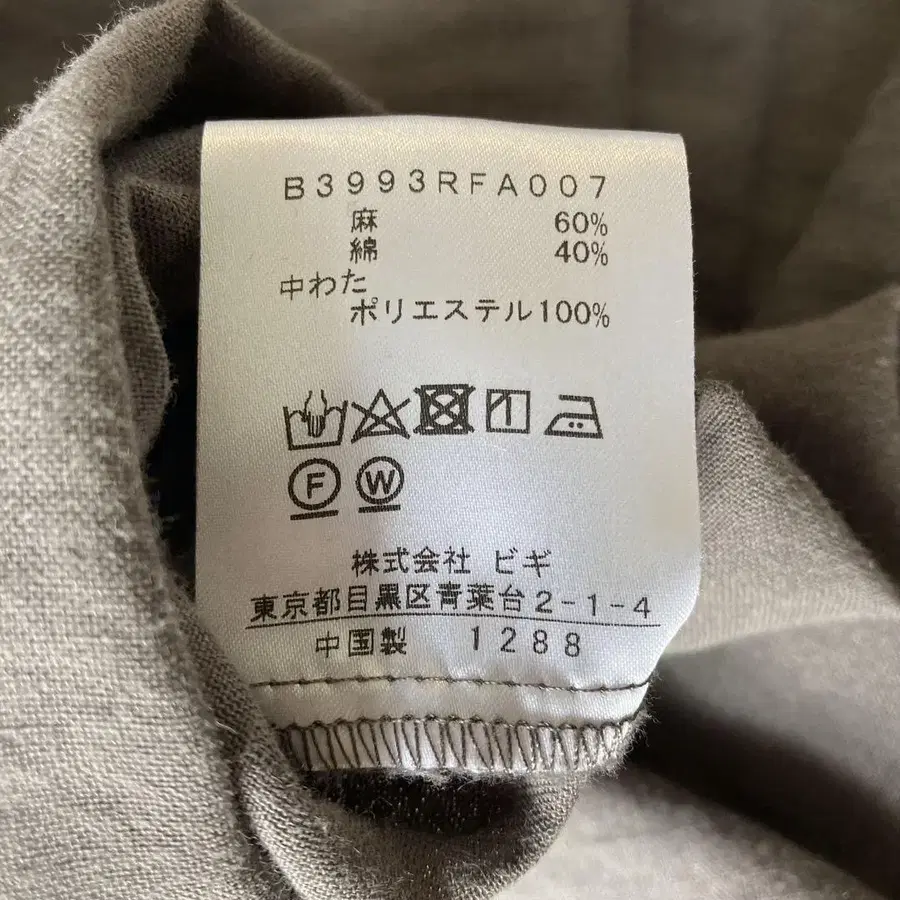 B3993RFA007
麻 60%
綿 40%
中わた
ポリエステル100%
F W
株式会社 ビギ
東京都目黒区青葉台2-1-4
中国製 1288